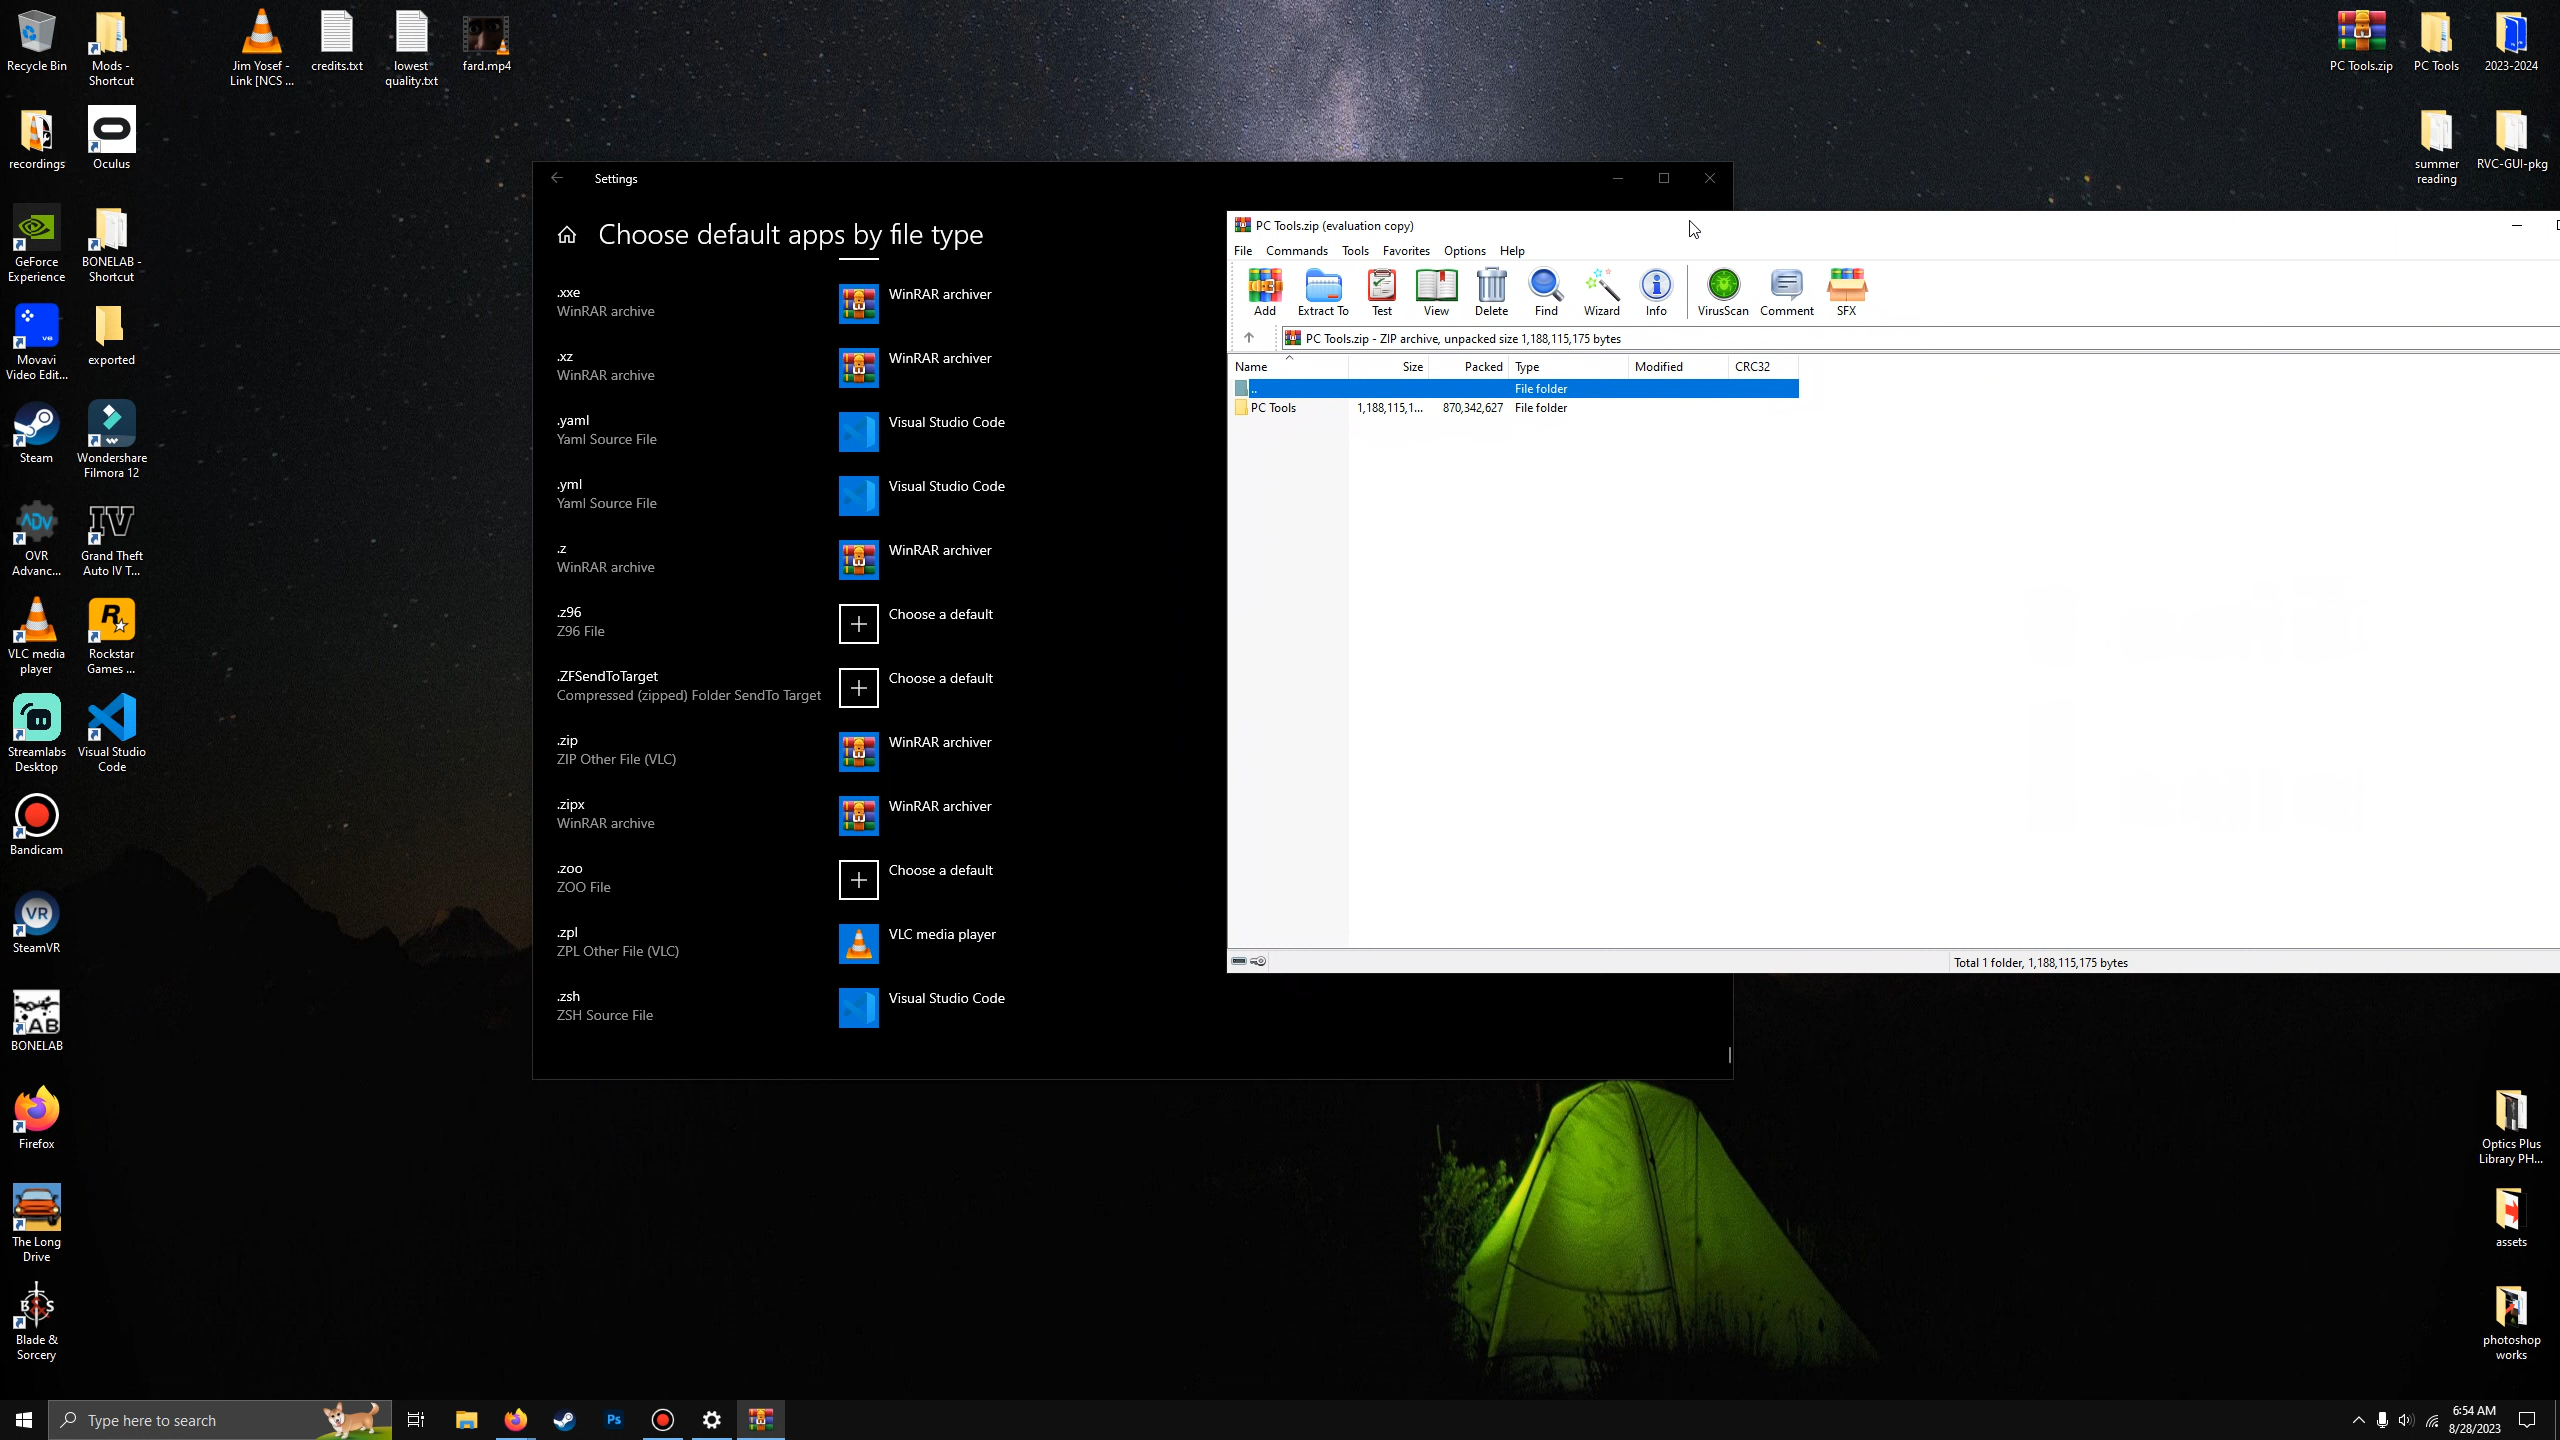 Recycle Bin
Mods -
Shortcut
Jim Yosef -
Link [NCS ...
credits.txt
lowest
quality.txt
fard.mp4
PC Tools.zip
PC Tools
2023-2024
recordings
Oculus
summer
reading
RVC-GUI-pkg
GeForce
Experience
BONELAB -
Shortcut
Movavi
Video Edit...
exported
Steam
Wondershare
Filmora 12
ADV
OVR
Advanc...
IV
Grand Theft
Auto IV T...
VLC media
player
Rockstar
Games ...
Streamlabs
Desktop
Visual Studio
Code
Bandicam
VR
SteamVR
AB
BONELAB
Firefox
The Long
Drive
B&S
Blade &
Sorcery
Settings
Choose default apps by file type
.xxe
WinRAR archive
WinRAR archiver
.xz
WinRAR archive
WinRAR archiver
.yaml
Yaml Source File
Visual Studio Code
.yml
Yaml Source File
Visual Studio Code
.z
WinRAR archive
WinRAR archiver
.z96
Z96 File
Choose a default
.ZFSendToTarget
Compressed (zipped) Folder SendTo Target
Choose a default
.zip
ZIP Other File (VLC)
WinRAR archiver
.zipx
WinRAR archive
WinRAR archiver
.zoo
ZOO File
Choose a default
.zpl
ZPL Other File (VLC)
VLC media player
.zsh
ZSH Source File
Visual Studio Code
PC Tools.zip (evaluation copy)
File Commands Tools Favorites Options Help
Add Extract To Test View Delete Find Wizard Info VirusScan Comment SFX
PC Tools.zip - ZIP archive, unpacked size 1,188,115,175 bytes
Name Size Packed Type Modified CRC32
.. File folder
PC Tools 1,188,115,1... 870,342,627 File folder
Total 1 folder, 1,188,115,175 bytes
Optics Plus
Library PH...
assets
photoshop
works
Type here to search
Ps
6:54 AM
8/28/2023